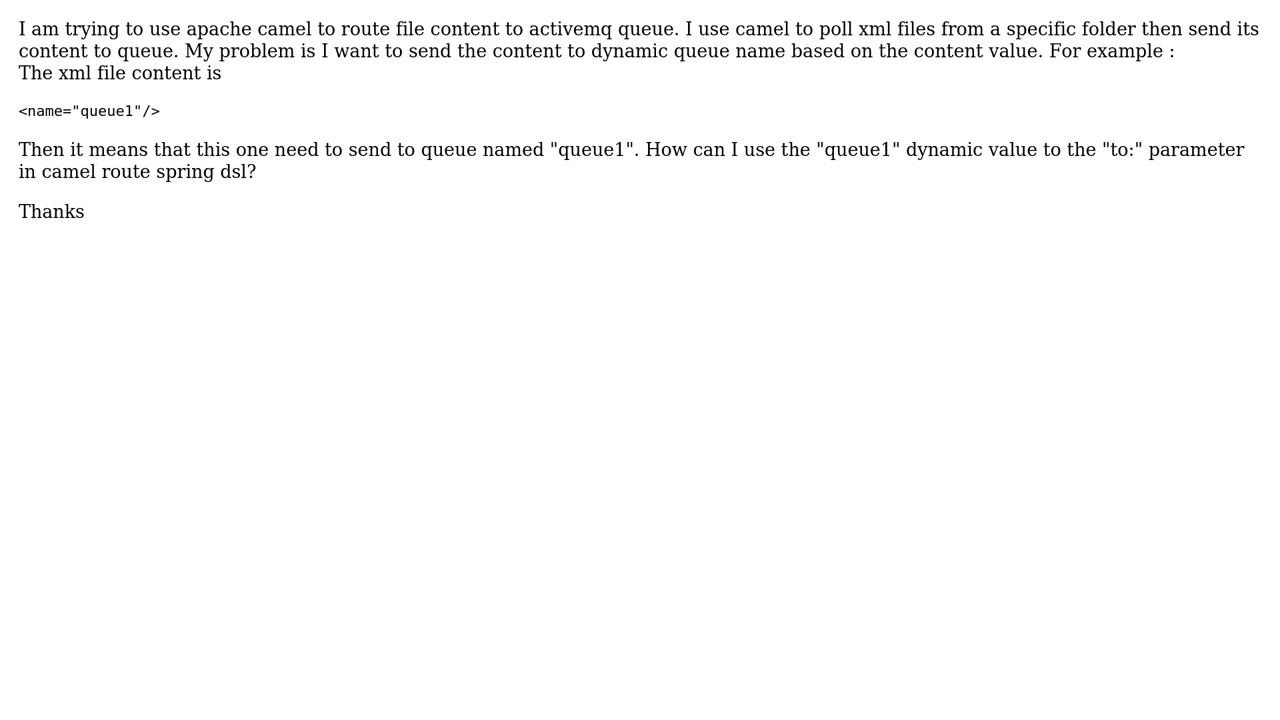 I am trying to use apache camel to route file content to activemq queue. I use camel to poll xml files from a specific folder then send its
content to queue. My problem is I want to send the content to dynamic queue name based on the content value. For example :
The xml file content is
<name="queue1"/>
Then it means that this one need to send to queue named "queue1". How can I use the "queue1" dynamic value to the "to:" parameter
in camel route spring dsl?
Thanks